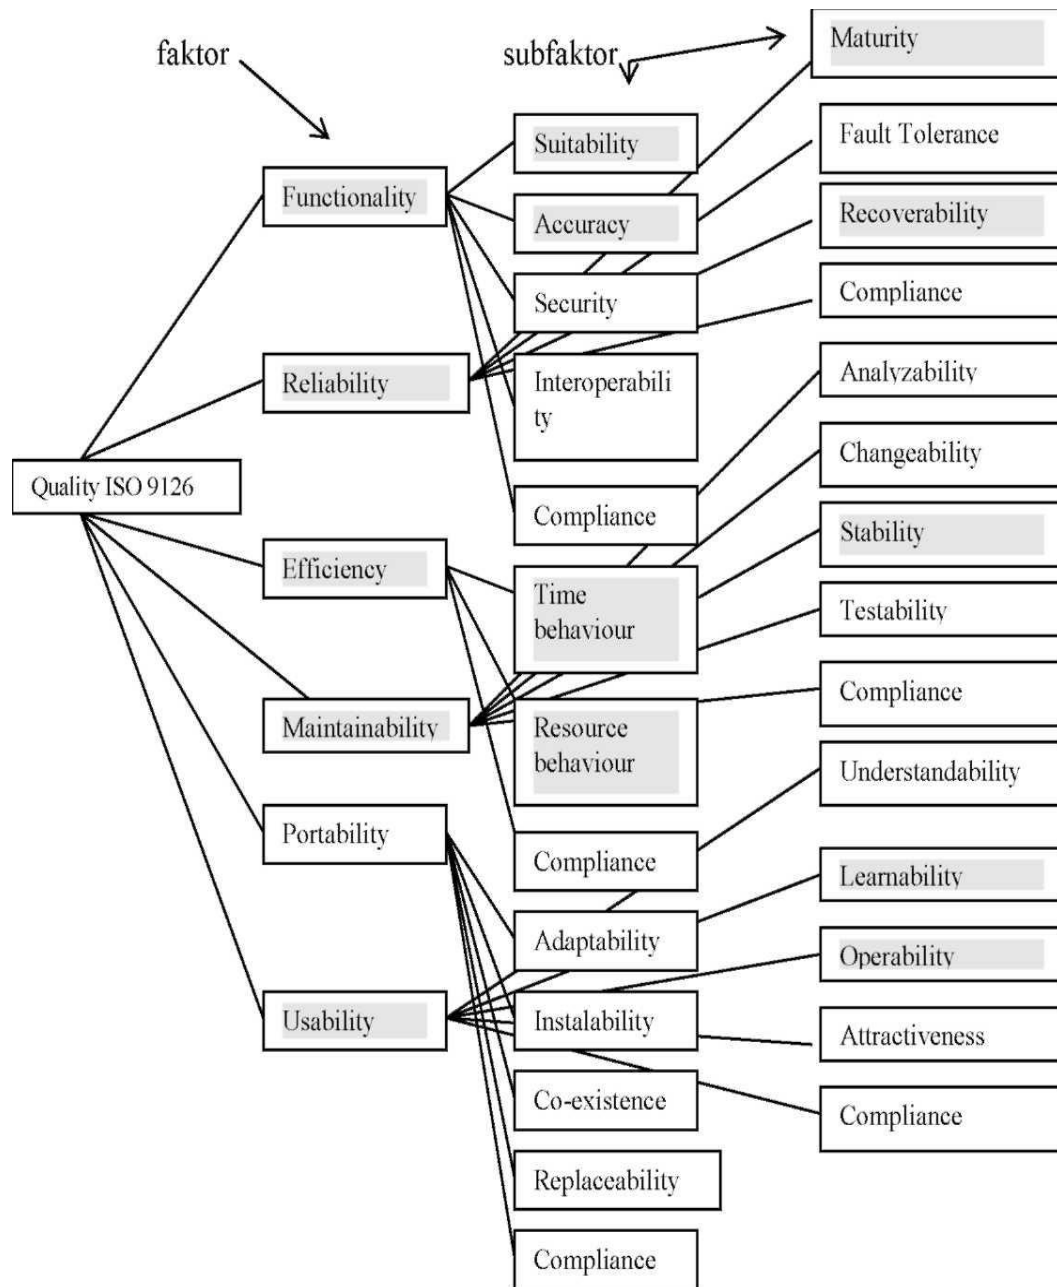 faktor
subfaktor
Quality ISO 9126
Functionality
Reliability
Efficiency
Maintainability
Portability
Usability
Suitability
Accuracy
Security
Interoperabili
ty
Compliance
Time
behaviour
Resource
behaviour
Compliance
Adaptability
Instalability
Co-existence
Replaceability
Compliance
Maturity
Fault Tolerance
Recoverability
Compliance
Analyzability
Changeability
Stability
Testability
Compliance
Understandability
Learnability
Operability
Attractiveness
Compliance